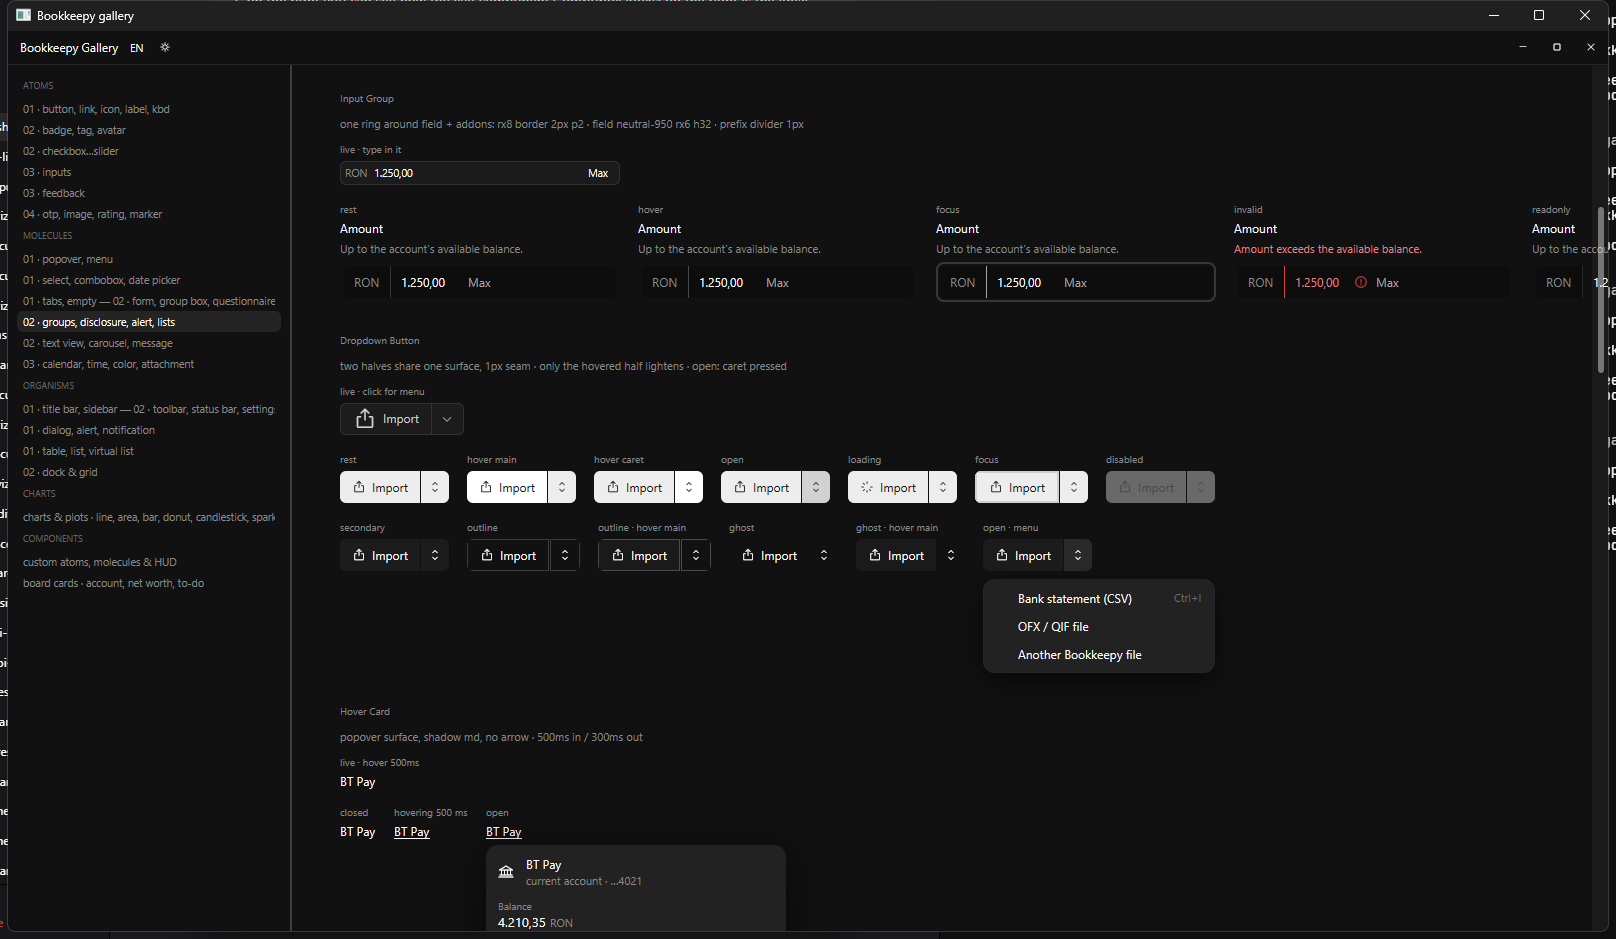 Bookkeepy gallery
Bookkeepy Gallery EN
ATOMS
01 · button, link, icon, label, kbd
02 · badge, tag, avatar
02 · checkbox...slider
03 · inputs
03 · feedback
04 · otp, image, rating, marker
MOLECULES
01 · popover, menu
01 · select, combobox, date picker
01 · tabs, empty — 02 · form, group box, questionnaire
02 · groups, disclosure, alert, lists
02 · text view, carousel, message
03 · calendar, time, color, attachment
ORGANISMS
01 · title bar, sidebar — 02 · toolbar, status bar, setting
01 · dialog, alert, notification
01 · table, list, virtual list
02 · dock & grid
CHARTS
charts & plots · line, area, bar, donut, candlestick, spark
COMPONENTS
custom atoms, molecules & HUD
board cards · account, net worth, to-do
Input Group
one ring around field + addons: rx8 border 2px p2 · field neutral-950 rx6 h32 · prefix divider 1px
live · type in it
RON 1.250,00 Max
rest hover focus invalid readonly
Amount Amount Amount Amount Amount
Up to the account's available balance. Up to the account's available balance. Up to the account's available balance. Amount exceeds the available balance. Up to the acco
RON 1.250,00 Max RON 1.250,00 Max RON 1.250,00 Max RON 1.250,00 Max RON 1.2
Dropdown Button
two halves share one surface, 1px seam · only the hovered half lightens · open: caret pressed
live · click for menu
Import
rest hover main hover caret open loading focus disabled
Import Import Import Import Import Import Import
secondary outline outline · hover main ghost ghost · hover main open · menu
Import Import Import Import Import Import
Bank statement (CSV) Ctrl+I
OFX / QIF file
Another Bookkeepy file
Hover Card
popover surface, shadow md, no arrow · 500ms in / 300ms out
live · hover 500ms
BT Pay
closed hovering 500 ms open
BT Pay BT Pay BT Pay
BT Pay
current account · ...4021
Balance
4.210,35 RON